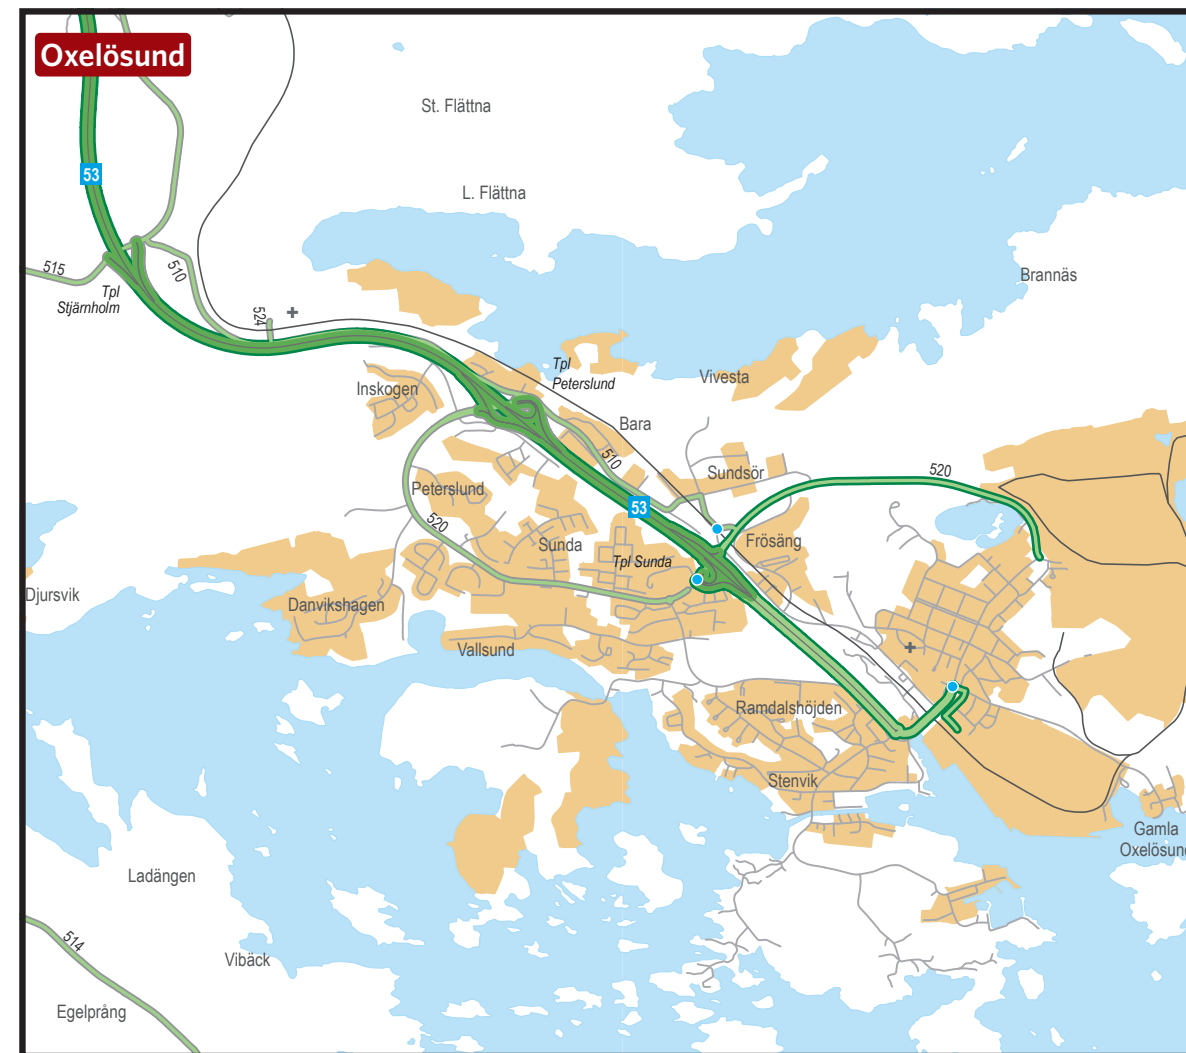 Oxelösund
St. Flättna
53
L. Flättna
515
510
Tpl
Stjärnholm
Brannäs
524
Tpl
Peterslund
Inskogen
Vivesta
Bara
510
Sundsör
520
Peterslund
53
520
Sunda
Frösäng
Tpl Sunda
Djursvik
Danvikshagen
Vallsund
Ramdalshöjden
Stenvik
Gamla
Oxelösund
Ladängen
514
Vibäck
Egelprång